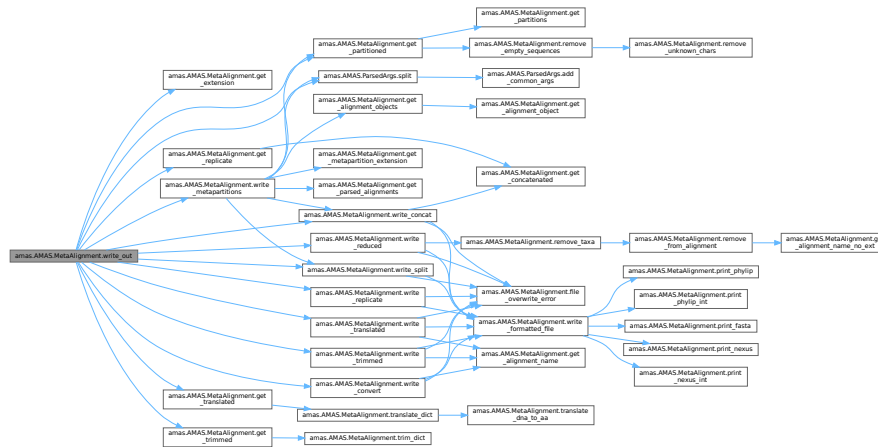 amas.AMAS.MetaAlignment.get
_partitions
amas.AMAS.MetaAlignment.get
_partitioned
amas.AMAS.MetaAlignment.remove
_empty_sequences
amas.AMAS.MetaAlignment.remove
_unknown_chars
amas.AMAS.MetaAlignment.get
_extension
amas.AMAS.ParsedArgs.split
amas.AMAS.ParsedArgs.add
_common_args
amas.AMAS.MetaAlignment.get
_alignment_objects
amas.AMAS.MetaAlignment.get
_alignment_object
amas.AMAS.MetaAlignment.get
_replicate
amas.AMAS.MetaAlignment.get
_metapartition_extension
amas.AMAS.MetaAlignment.get
_concatenated
amas.AMAS.MetaAlignment.write
_metapartitions
amas.AMAS.MetaAlignment.get
_parsed_alignments
amas.AMAS.MetaAlignment.write_concat
amas.AMAS.MetaAlignment.write_out
amas.AMAS.MetaAlignment.write
_reduced
amas.AMAS.MetaAlignment.remove_taxa
amas.AMAS.MetaAlignment.remove
_from_alignment
amas.AMAS.MetaAlignment.g
_alignment_name_no_ext
amas.AMAS.MetaAlignment.write_split
amas.AMAS.MetaAlignment.print_phylip
amas.AMAS.MetaAlignment.write
_replicate
amas.AMAS.MetaAlignment.file
_overwrite_error
amas.AMAS.MetaAlignment.print
_phylip_int
amas.AMAS.MetaAlignment.write
_translated
amas.AMAS.MetaAlignment.write
_formatted_file
amas.AMAS.MetaAlignment.print_fasta
amas.AMAS.MetaAlignment.write
_trimmed
amas.AMAS.MetaAlignment.get
_alignment_name
amas.AMAS.MetaAlignment.print_nexus
amas.AMAS.MetaAlignment.print
_nexus_int
amas.AMAS.MetaAlignment.write
_convert
amas.AMAS.MetaAlignment.get
_translated
amas.AMAS.MetaAlignment.translate_dict
amas.AMAS.MetaAlignment.translate
_dna_to_aa
amas.AMAS.MetaAlignment.get
_trimmed
amas.AMAS.MetaAlignment.trim_dict